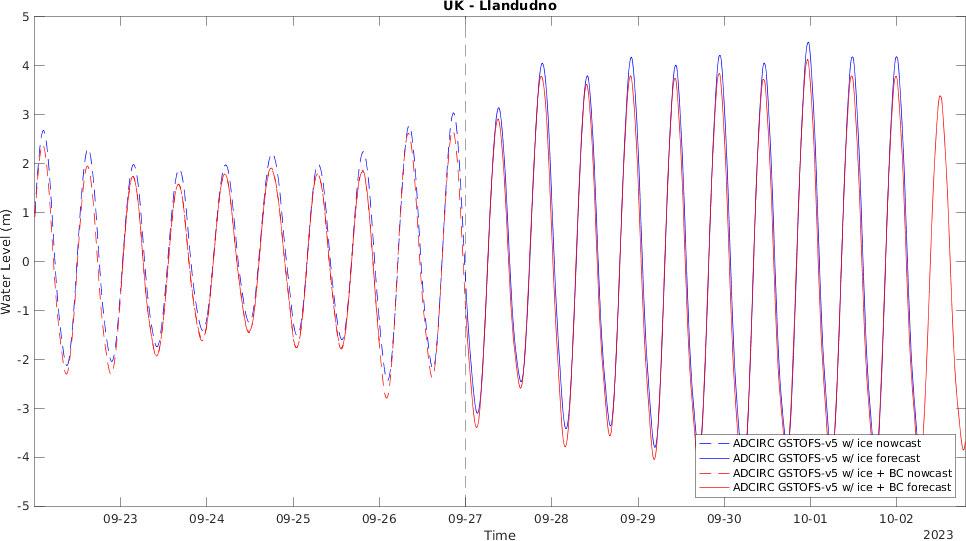 UK - Llandudno
5
4
3
2
1
0
-1
-2
-3
-4
-5
Water Level (m)
ADCIRC GSTOFS-v5 w/ ice nowcast
ADCIRC GSTOFS-v5 w/ ice forecast
ADCIRC GSTOFS-v5 w/ ice + BC nowcast
ADCIRC GSTOFS-v5 w/ ice + BC forecast
09-23 09-24 09-25 09-26 09-27 09-28 09-29 09-30 10-01 10-02
Time
2023